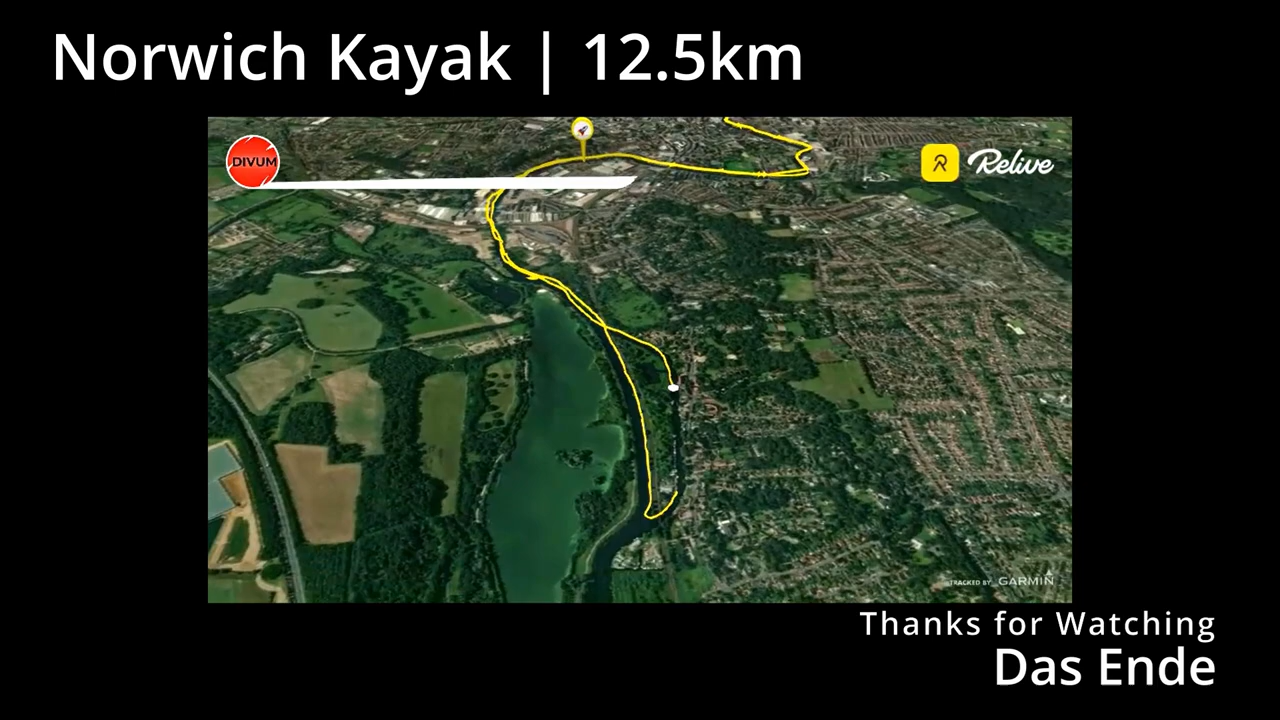 Norwich Kayak | 12.5km
DIVUM
Relive
TRACKED BY GARMIN
Thanks for Watching
Das Ende